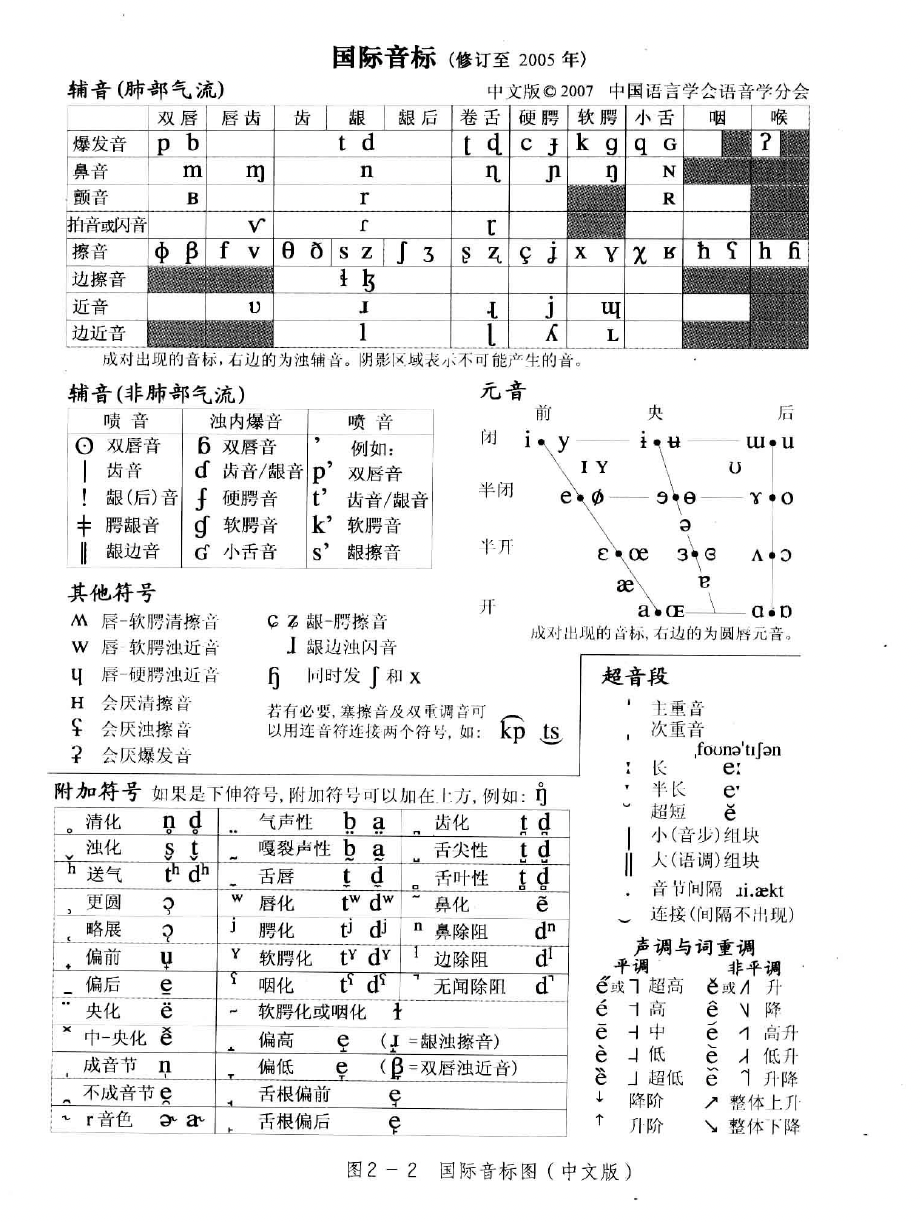 国际音标 (修订至 2005 年)
辅音(肺部气流) 中文版©2007 中国语言学会语音学分会
双唇 唇齿 齿 龈 龈后 卷舌 硬腭 软腭 小舌 咽 喉
爆发音 p b t d ʈ ɖ c ɟ k ɡ q ɢ ʔ
鼻音 m ɱ n ɳ ɲ ŋ ɴ
颤音 ʙ r ʀ
拍音或闪音 ⱱ ɾ ɽ
擦音 ɸ β f v θ ð s z ʃ ʒ ʂ ʐ ç ʝ x ɣ χ ʁ ħ ʕ h ɦ
边擦音 ɬ ɮ
近音 ʋ ɹ ɻ j ɰ
边近音 l ɭ ʎ ʟ
成对出现的音标,右边的为浊辅音。阴影区域表示不可能产生的音。
辅音(非肺部气流)
啧音 浊内爆音 喷音
ʘ 双唇音 ɓ 双唇音 ʼ 例如:
ǀ 齿音 ɗ 齿音/龈音 pʼ 双唇音
ǃ 龈(后)音 ʄ 硬腭音 tʼ 齿音/龈音
ǂ 腭龈音 ɠ 软腭音 kʼ 软腭音
ǁ 龈边音 ʛ 小舌音 sʼ 龈擦音
元音
前 央 后
闭 i y ɨ ʉ ɯ u
ɪ ʏ ʊ
半闭 e ø ɘ ɵ ɤ o
ə
半开 ɛ œ ɜ ɞ ʌ ɔ
æ ɐ
开 a ɶ ɑ ɒ
成对出现的音标,右边的为圆唇元音。
其他符号
ʍ 唇-软腭清擦音 ɕ ʑ 龈-腭擦音
w 唇-软腭浊近音 ɺ 龈边浊闪音
ɥ 唇-硬腭浊近音 ɧ 同时发 ʃ 和 x
ʜ 会厌清擦音
ʢ 会厌浊擦音
ʡ 会厌爆发音
若有必要,塞擦音及双重调音可
以用连音符连接两个符号,如: k͡p t͜s
超音段
ˈ 主重音
ˌ 次重音
ˌfoʊnəˈtɪʃən
ː 长 eː
ˑ 半长 eˑ
˘ 超短 ĕ
| 小(音步)组块
‖ 大(语调)组块
. 音节间隔 ɹi.ækt
‿ 连接(间隔不出现)
声调与词重调
平调 非平调
e̋或 ˥ 超高 ě或 ˩˥ 升
é ˦ 高 ê ˥˩ 降
ē ˧ 中 e᷄ ˦˥ 高升
è ˨ 低 e᷅ ˩˨ 低升
ȅ ˩ 超低 e᷈ ˧˦˧ 升降
↓ 降阶 ↗ 整体上升
↑ 升阶 ↘ 整体下降
附加符号 如果是下伸符号,附加符号可以加在上方,例如: ŋ̊
̥ 清化 n̥ d̥ ̤ 气声性 b̤ a̤ ̪ 齿化 t̪ d̪
̬ 浊化 s̬ t̬ ̰ 嘎裂声性 b̰ a̰ ̺ 舌尖性 t̺ d̺
ʰ 送气 tʰ dʰ ̼ 舌唇 t̼ d̼ ̻ 舌叶性 t̻ d̻
̹ 更圆 ɔ̹ ʷ 唇化 tʷ dʷ ̃ 鼻化 ẽ
̜ 略展 ɔ̜ ʲ 腭化 tʲ dʲ ⁿ 鼻除阻 dⁿ
̟ 偏前 u̟ ˠ 软腭化 tˠ dˠ ˡ 边除阻 dˡ
̠ 偏后 e̠ ˤ 咽化 tˤ dˤ ̚ 无闻除阻 d̚
̈ 央化 ë ̴ 软腭化或咽化 ɫ
̽ 中-央化 e̽ ̝ 偏高 e̝ (ɹ̝ =龈浊擦音)
̩ 成音节 n̩ ̞ 偏低 e̞ (β̞ =双唇浊近音)
̯ 不成音节 e̯ ̘ 舌根偏前 e̘
˞ r音色 ɚ a˞ ̙ 舌根偏后 e̙
图2-2 国际音标图(中文版)